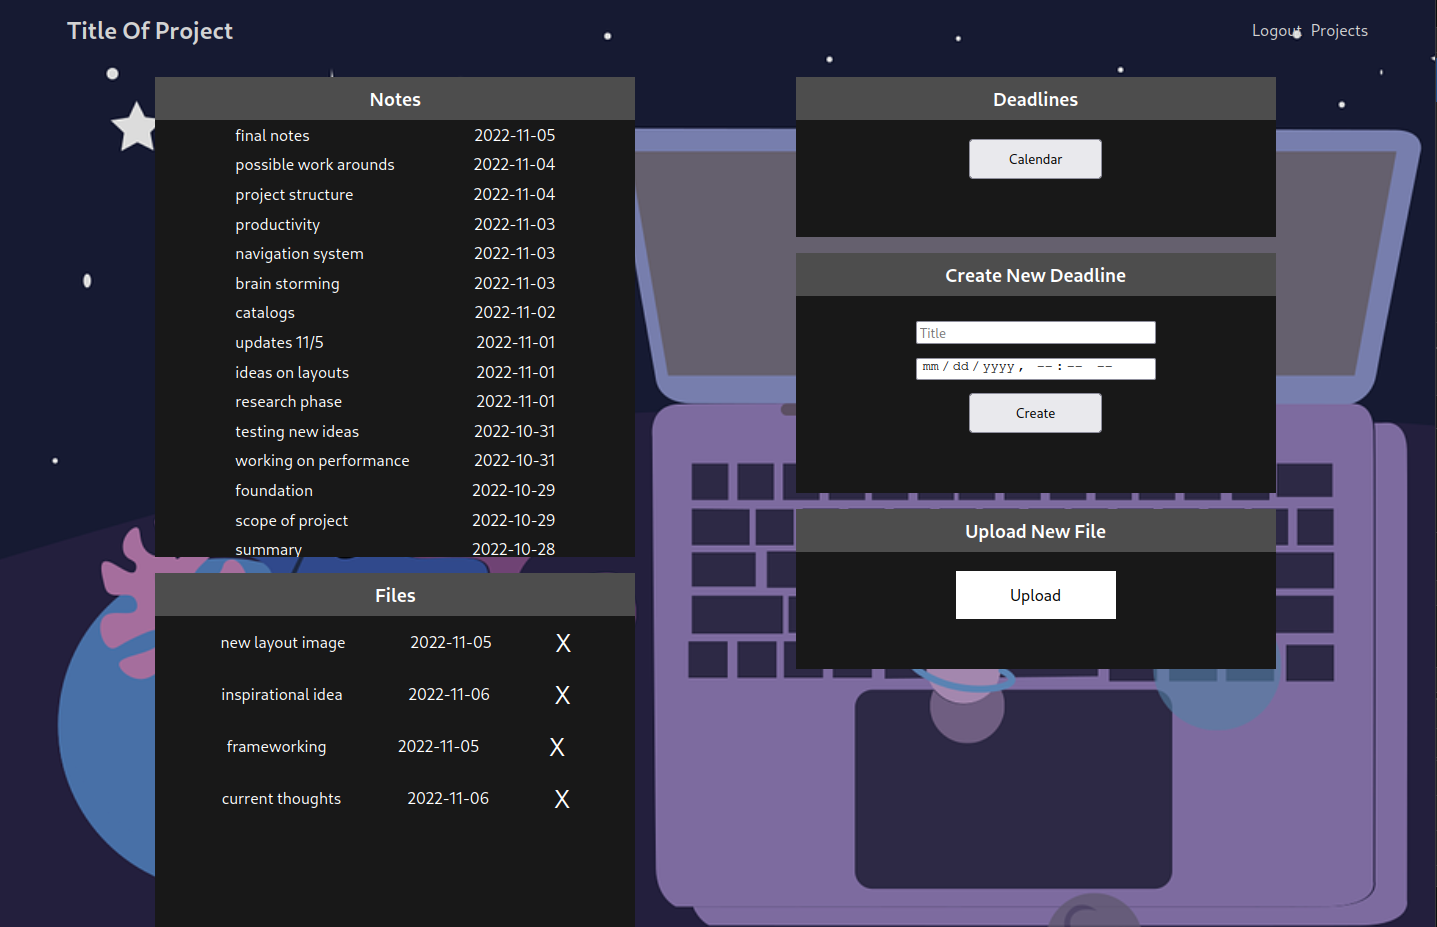 Title Of Project
Logout Projects
Notes
final notes 2022-11-05
possible work arounds 2022-11-04
project structure 2022-11-04
productivity 2022-11-03
navigation system 2022-11-03
brain storming 2022-11-03
catalogs 2022-11-02
updates 11/5 2022-11-01
ideas on layouts 2022-11-01
research phase 2022-11-01
testing new ideas 2022-10-31
working on performance 2022-10-31
foundation 2022-10-29
scope of project 2022-10-29
summary 2022-10-28
Files
new layout image 2022-11-05 X
inspirational idea 2022-11-06 X
frameworking 2022-11-05 X
current thoughts 2022-11-06 X
Deadlines
Calendar
Create New Deadline
Title
mm/dd/yyyy, --:-- --
Create
Upload New File
Upload